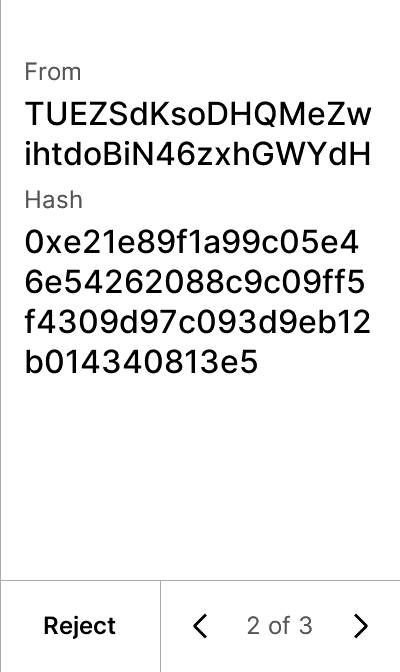 From
TUEZSdKsoDHQMeZw
ihtdoBiN46zxhGWYdH
Hash
0xe21e89f1a99c05e4
6e54262088c9c09ff5
f4309d97c093d9eb12
b014340813e5
Reject
2 of 3